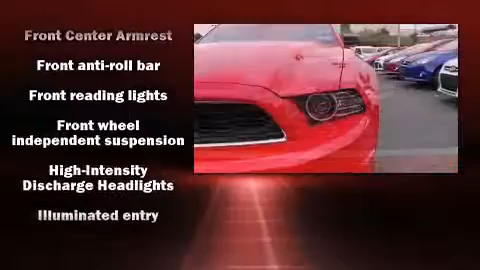 Front Center Armrest
Front anti-roll bar
Front reading lights
Front wheel
independent suspension
High-Intensity
Discharge Headlights
Illuminated entry